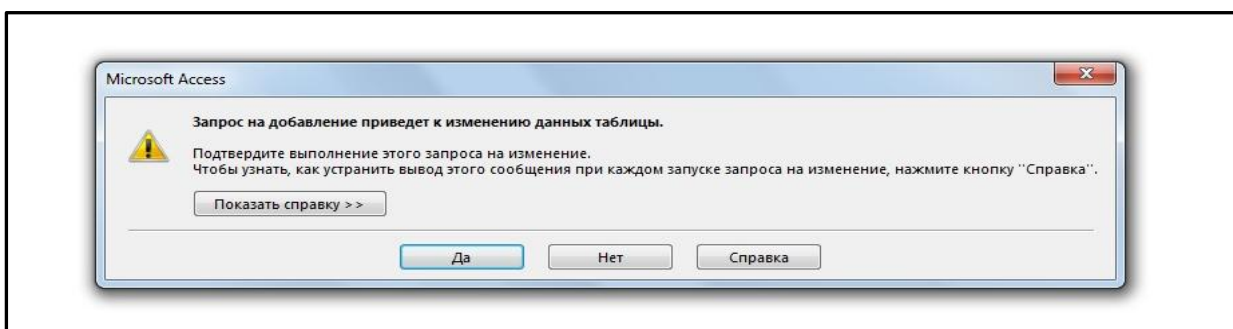 Microsoft Access
Запрос на добавление приведет к изменению данных таблицы.
Подтвердите выполнение этого запроса на изменение.
Чтобы узнать, как устранить вывод этого сообщения при каждом запуске запроса на изменение, нажмите кнопку "Справка".
Показать справку >>
Да Нет Справка